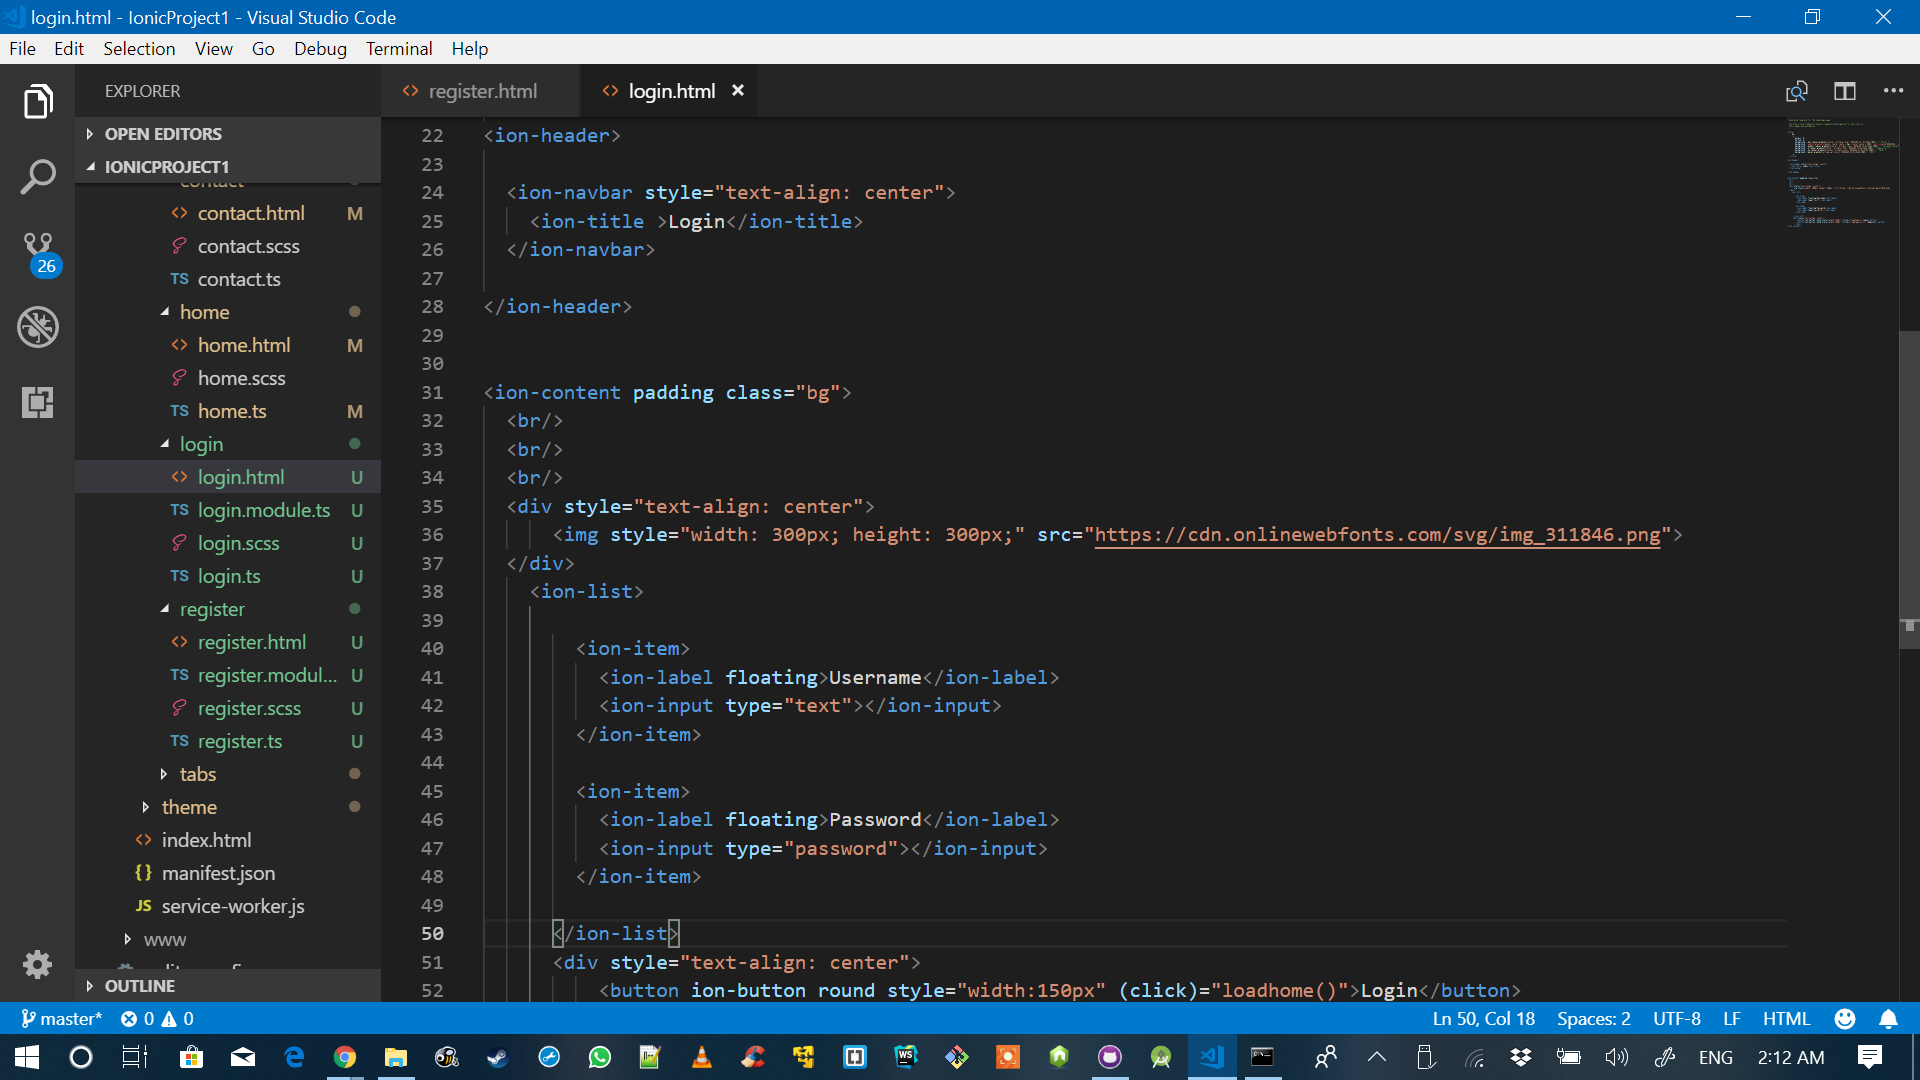 login.html - IonicProject1 - Visual Studio Code
File Edit Selection View Go Debug Terminal Help
EXPLORER
OPEN EDITORS
IONICPROJECT1
contact
contact.html M
contact.scss
TS contact.ts
home
home.html M
home.scss
TS home.ts M
login
login.html U
TS login.module.ts U
login.scss U
TS login.ts U
register
register.html U
TS register.modul... U
register.scss U
TS register.ts U
tabs
theme
index.html
{} manifest.json
JS service-worker.js
www
OUTLINE
26
register.html login.html
22 <ion-header>
23
24 <ion-navbar style="text-align: center">
25 <ion-title >Login</ion-title>
26 </ion-navbar>
27
28 </ion-header>
29
30
31 <ion-content padding class="bg">
32 <br/>
33 <br/>
34 <br/>
35 <div style="text-align: center">
36 <img style="width: 300px; height: 300px;" src="https://cdn.onlinewebfonts.com/svg/img_311846.png">
37 </div>
38 <ion-list>
39
40 <ion-item>
41 <ion-label floating>Username</ion-label>
42 <ion-input type="text"></ion-input>
43 </ion-item>
44
45 <ion-item>
46 <ion-label floating>Password</ion-label>
47 <ion-input type="password"></ion-input>
48 </ion-item>
49
50 </ion-list>
51 <div style="text-align: center">
52 <button ion-button round style="width:150px" (click)="loadhome()">Login</button>
master* 0 0 Ln 50, Col 18 Spaces: 2 UTF-8 LF HTML
WS
ENG 2:12 AM